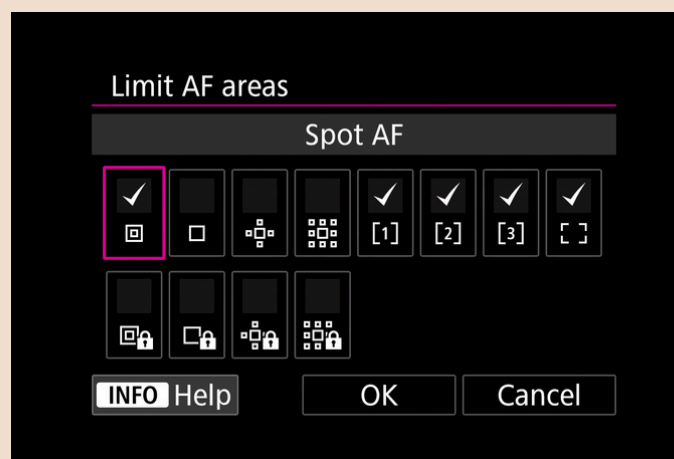 Limit AF areas
Spot AF
[1] [2] [3]
INFO Help OK Cancel